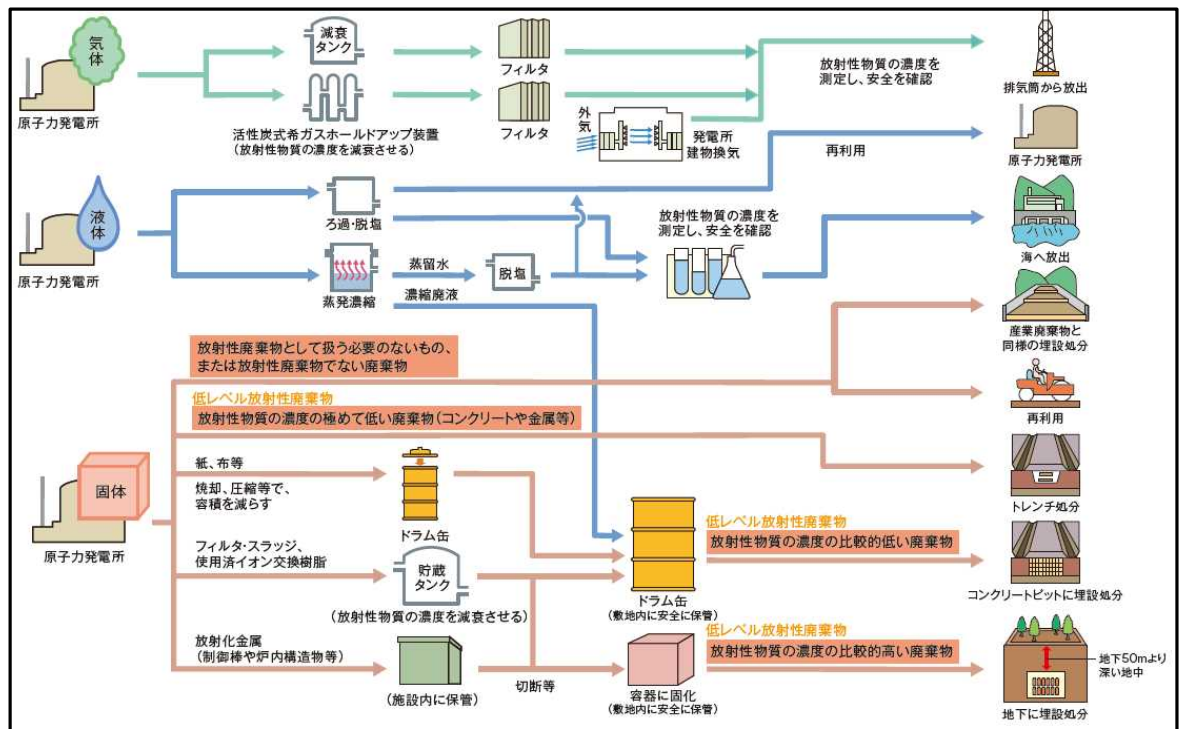 気体
原子力発電所
減衰
タンク
フィルタ
活性炭式希ガスホールドアップ装置
(放射性物質の濃度を減衰させる)
フィルタ
外気
発電所
建物換気
放射性物質の濃度を
測定し、安全を確認
排気筒から放出
液体
原子力発電所
ろ過・脱塩
蒸発濃縮
蒸留水
濃縮廃液
脱塩
放射性物質の濃度を
測定し、安全を確認
再利用
原子力発電所
海へ放出
固体
原子力発電所
放射性廃棄物として扱う必要のないもの、
または放射性廃棄物でない廃棄物
産業廃棄物と
同様の埋設処分
再利用
低レベル放射性廃棄物
放射性物質の濃度の極めて低い廃棄物(コンクリートや金属等)
トレンチ処分
紙、布等
焼却、圧縮等で、
容積を減らす
ドラム缶
フィルタ・スラッジ、
使用済イオン交換樹脂
貯蔵
タンク
(放射性物質の濃度を減衰させる)
ドラム缶
(敷地内に安全に保管)
低レベル放射性廃棄物
放射性物質の濃度の比較的低い廃棄物
コンクリートピットに埋設処分
放射化金属
(制御棒や炉内構造物等)
(施設内に保管)
切断等
容器に固化
(敷地内に安全に保管)
低レベル放射性廃棄物
放射性物質の濃度の比較的高い廃棄物
地下50mより
深い地中
地下に埋設処分